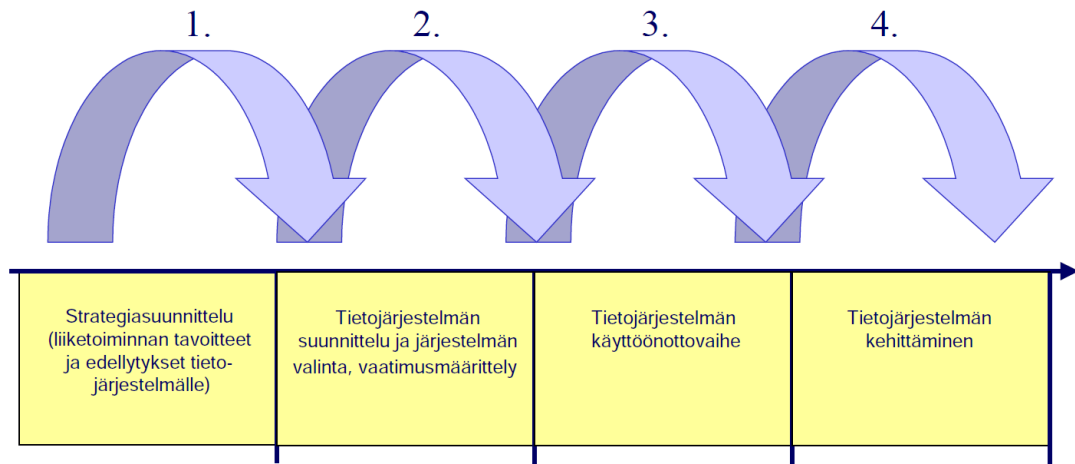 1.
2.
3.
4.
Strategiasuunnittelu
(liiketoiminnan tavoitteet
ja edellytykset tieto-
järjestelmälle)
Tietojärjestelmän
suunnittelu ja järjestelmän
valinta, vaatimusmäärittely
Tietojärjestelmän
käyttöönottovaihe
Tietojärjestelmän
kehittäminen